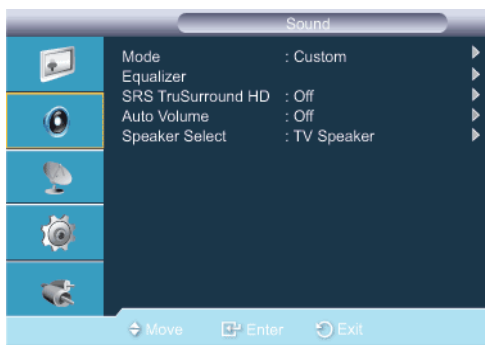 Sound
Mode : Custom
Equalizer
SRS TruSurround HD : Off
Auto Volume : Off
Speaker Select : TV Speaker
Move Enter Exit